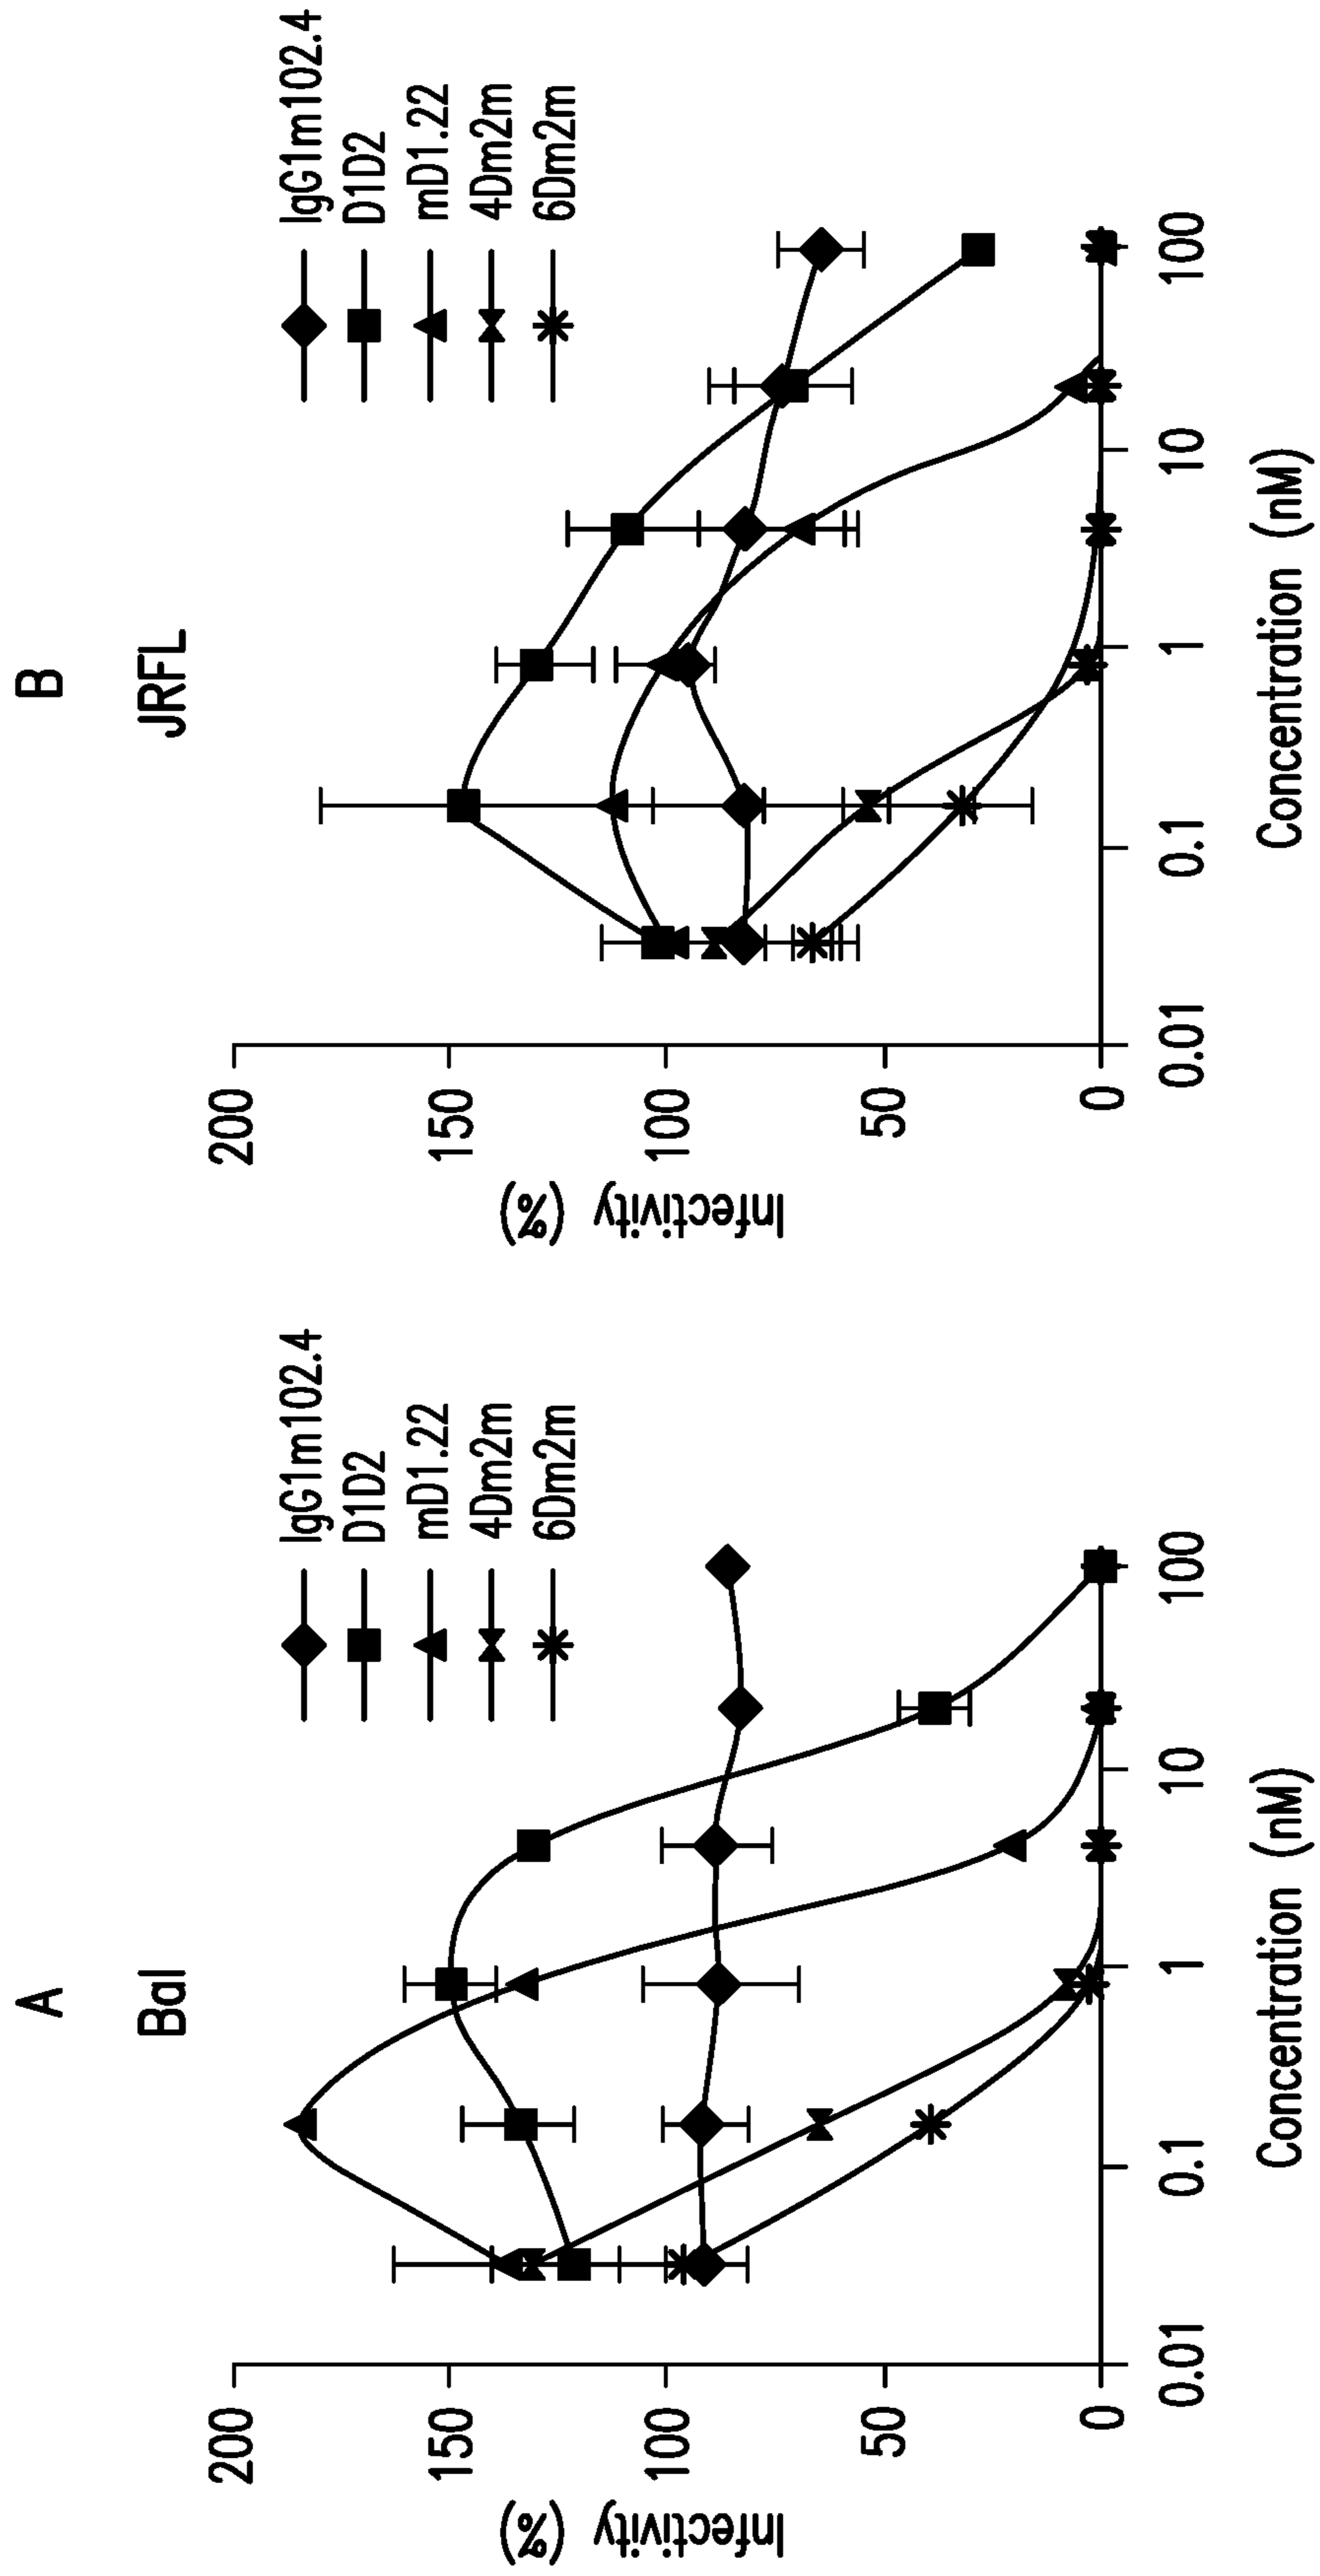 A
Bal
IgG1m102.4
D1D2
mD1.22
4Dm2m
6Dm2m
Infectivity (%)
200
150
100
50
0
0.01
0.1
1
10
100
Concentration (nM)
B
JRFL
IgG1m102.4
D1D2
mD1.22
4Dm2m
6Dm2m
Infectivity (%)
200
150
100
50
0
0.01
0.1
1
10
100
Concentration (nM)